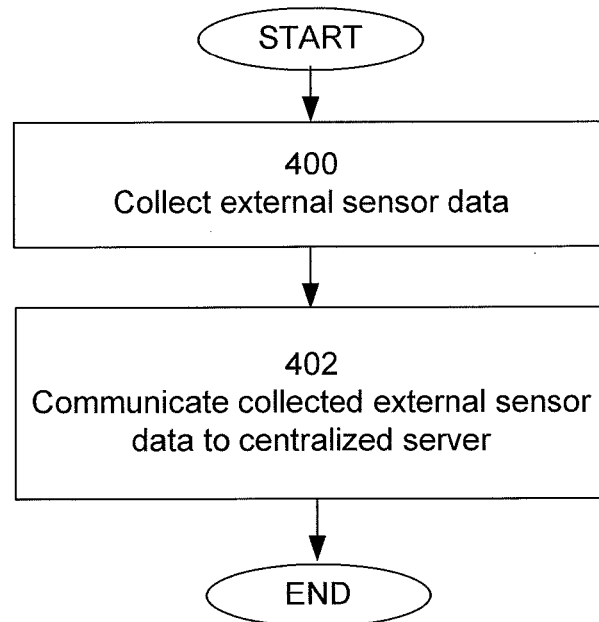 START
400
Collect external sensor data
402
Communicate collected external sensor
data to centralized server
END